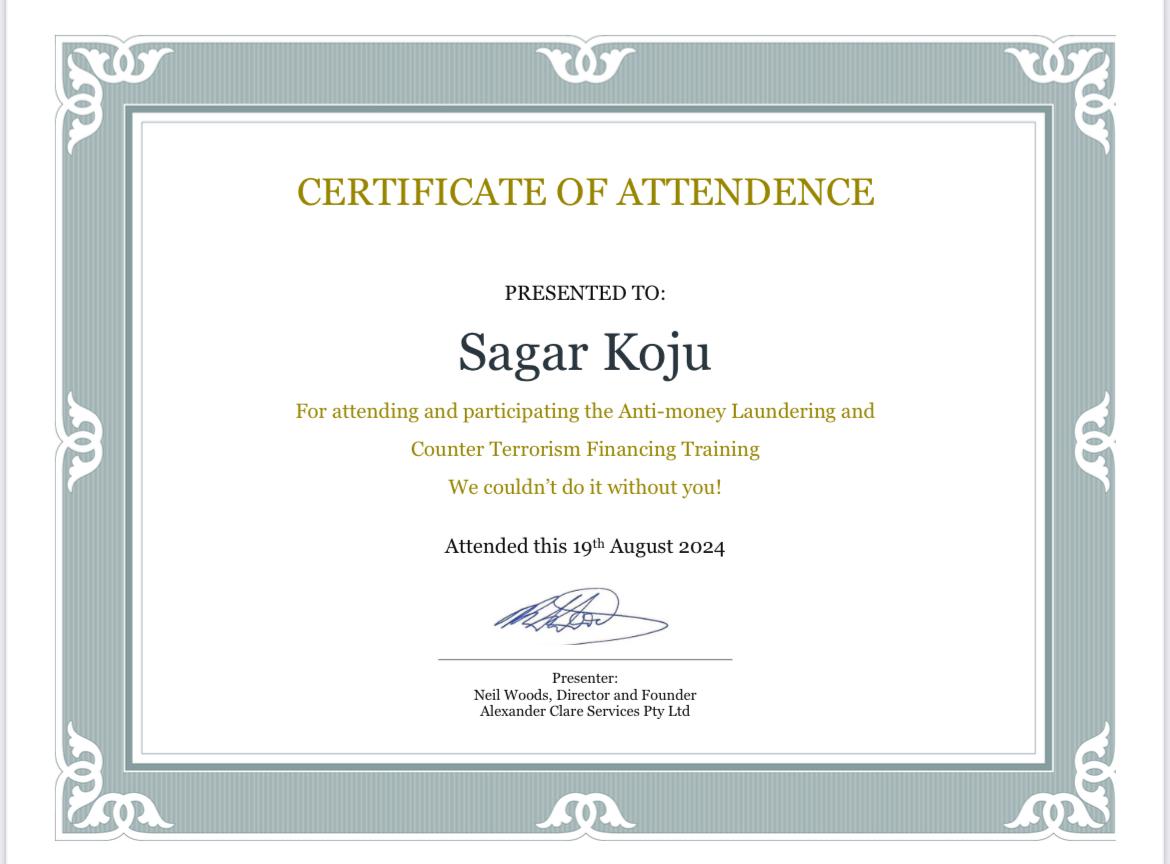 CERTIFICATE OF ATTENDENCE
PRESENTED TO:
Sagar Koju
For attending and participating the Anti-money Laundering and
Counter Terrorism Financing Training
We couldn’t do it without you!
Attended this 19th August 2024
Presenter:
Neil Woods, Director and Founder
Alexander Clare Services Pty Ltd